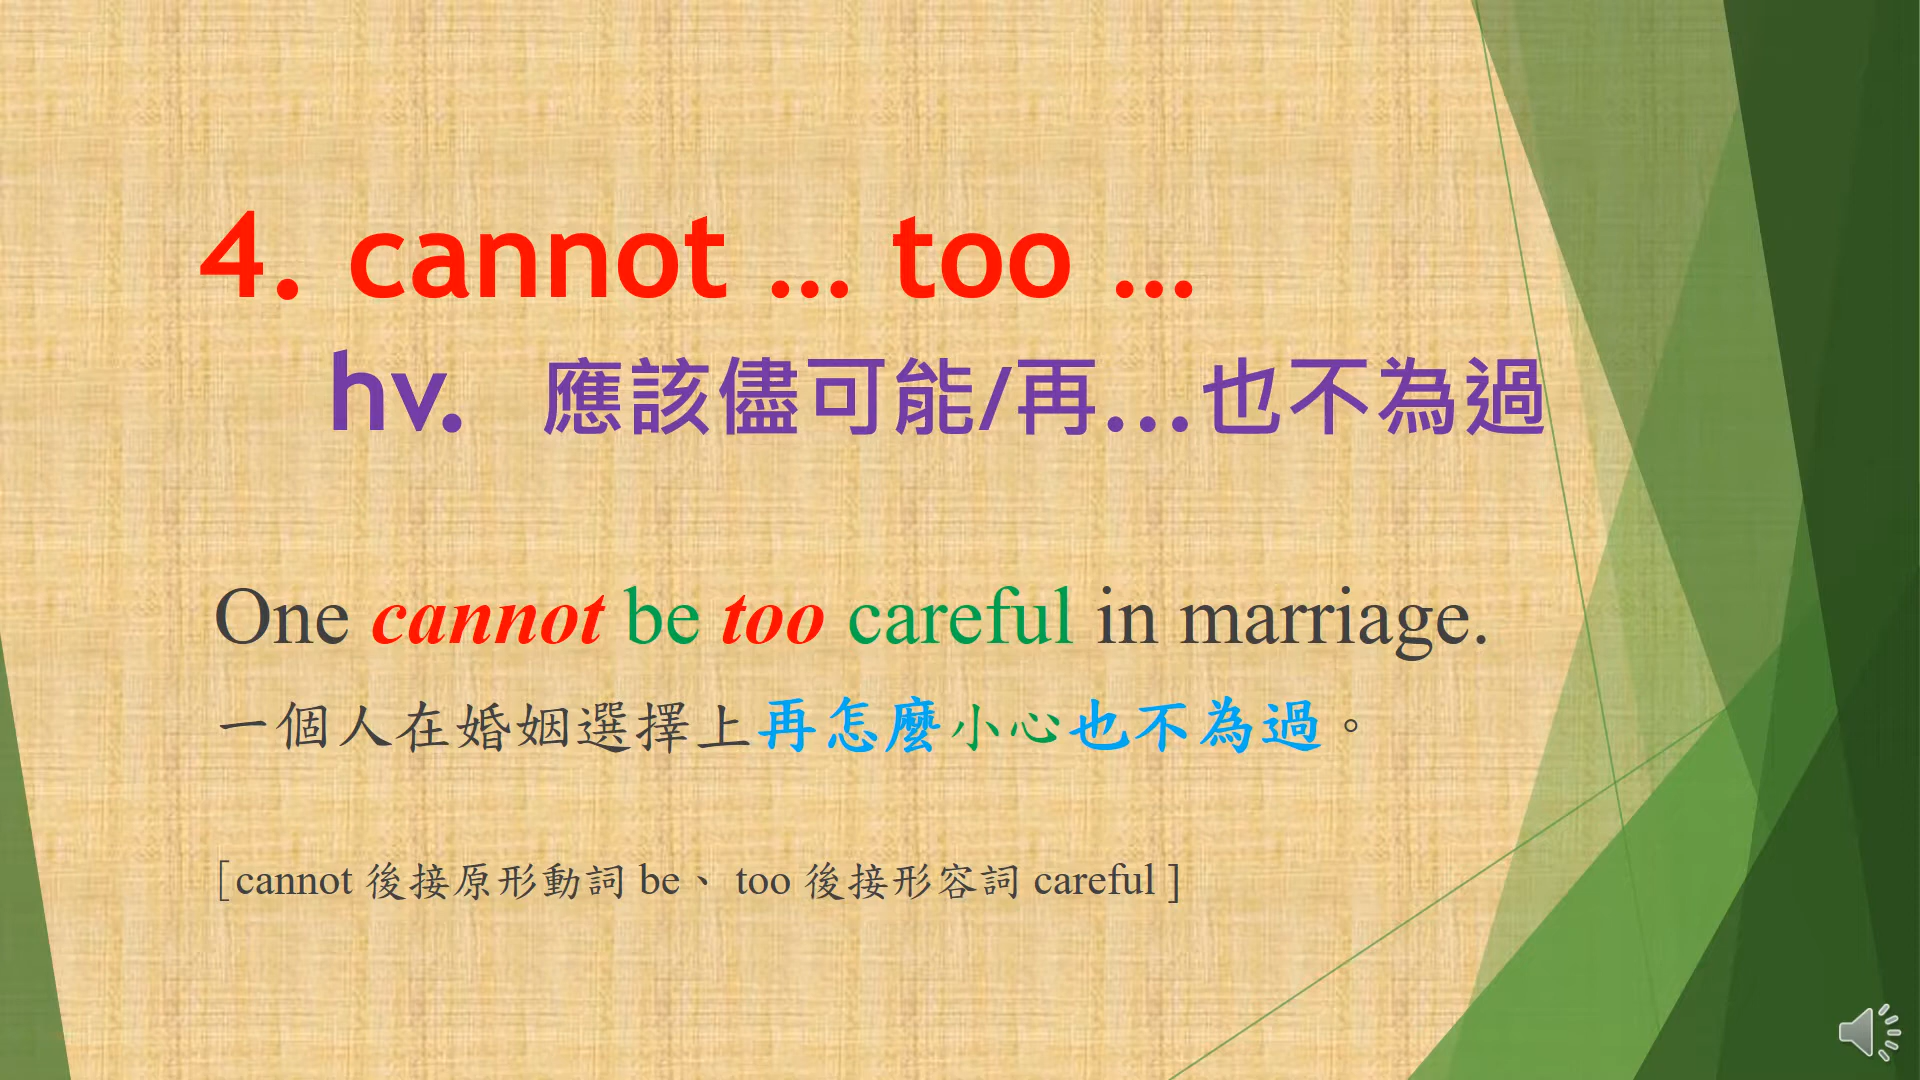 4. cannot … too …
hv. 應該儘可能/再…也不為過
One cannot be too careful in marriage.
一個人在婚姻選擇上再怎麼小心也不為過。
[cannot 後接原形動詞 be、 too 後接形容詞 careful ]